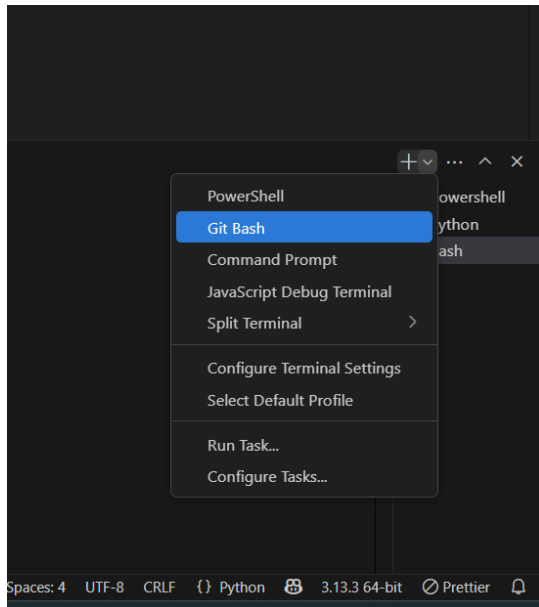 PowerShell
Git Bash
Command Prompt
JavaScript Debug Terminal
Split Terminal
Configure Terminal Settings
Select Default Profile
Run Task...
Configure Tasks...
owershell
ython
ash
Spaces: 4 UTF-8 CRLF {} Python 3.13.3 64-bit Prettier